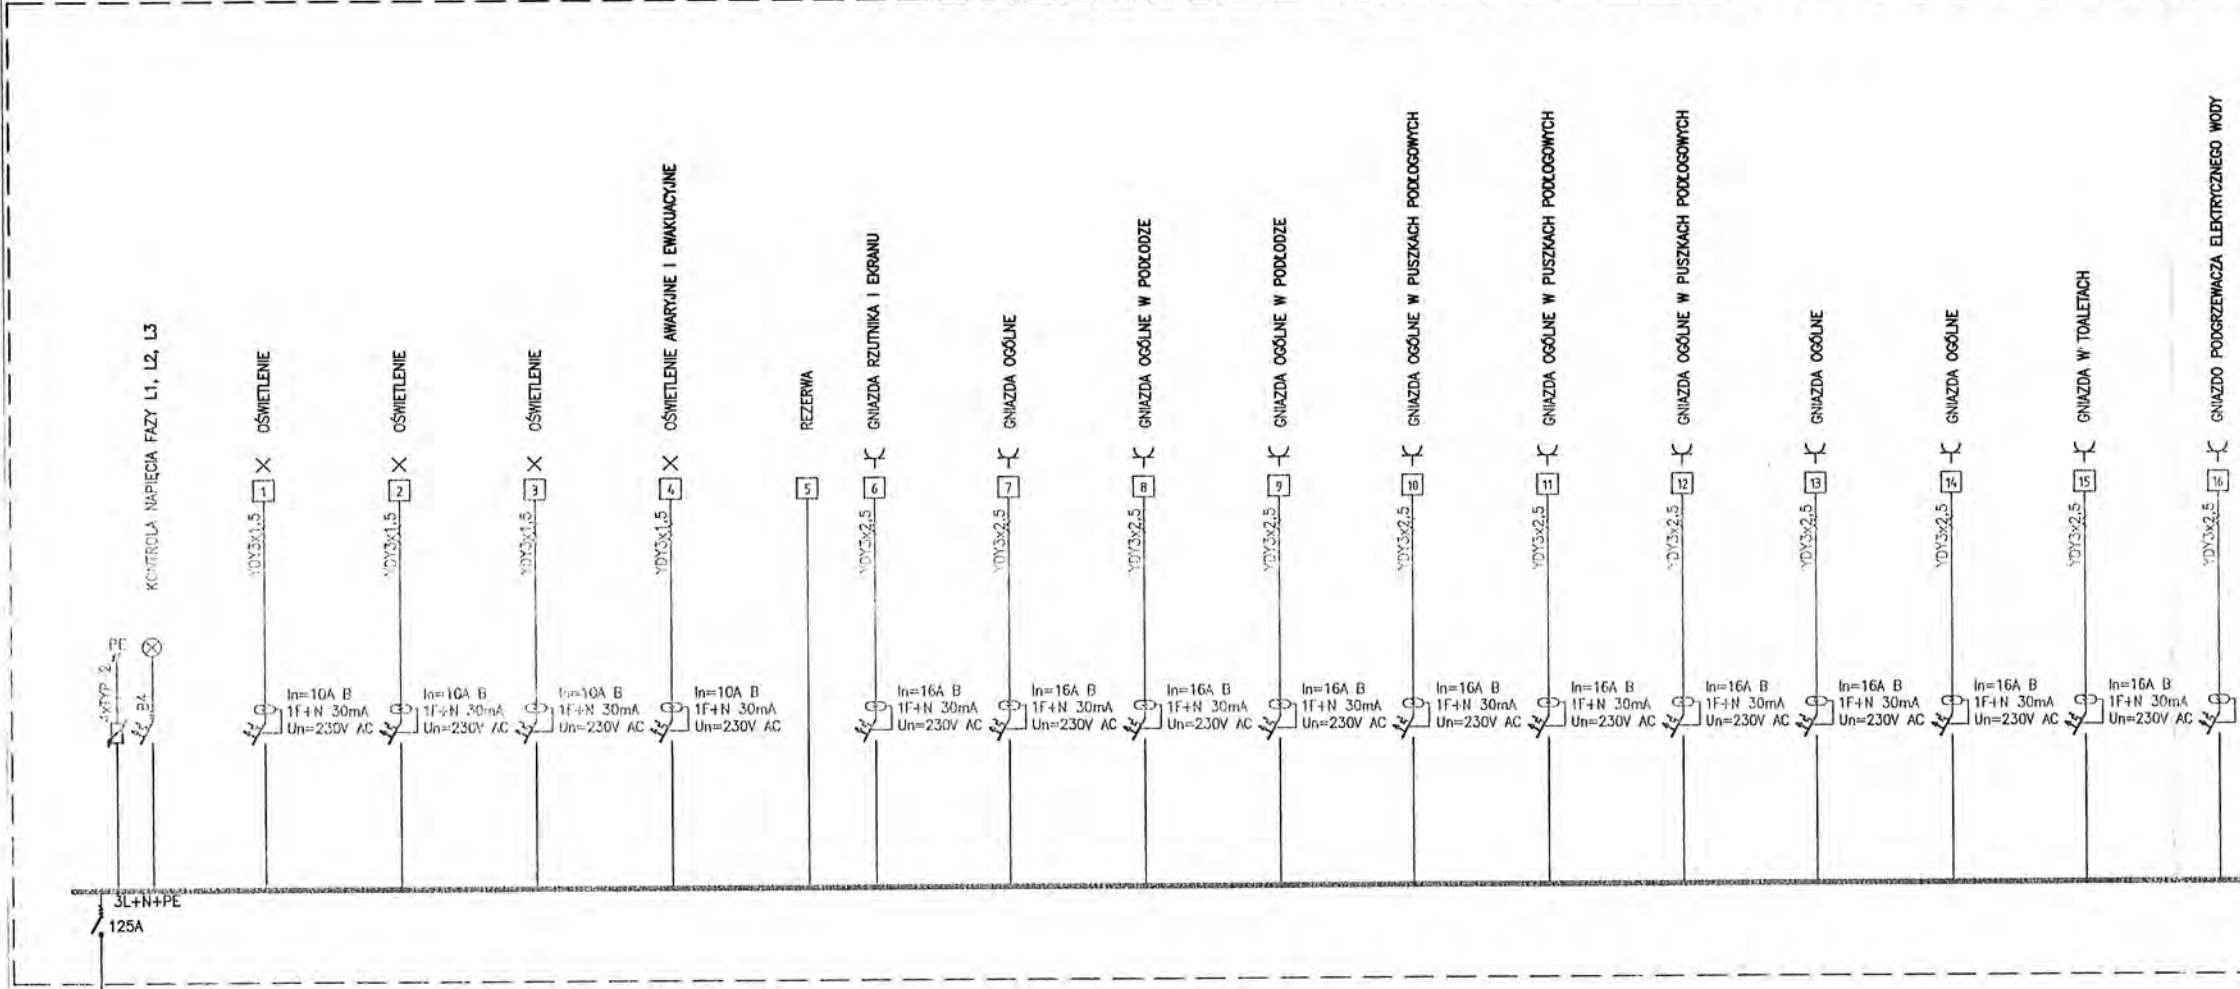 4xTYP 2
PE
B4
KONTROLA NAPIĘCIA FAZY L1, L2, L3
3L+N+PE
125A
OŚWIETLENIE
1
YDY3x1,5
In=10A B
1F+N 30mA
Un=230V AC
OŚWIETLENIE
2
YDY3x1,5
In=10A B
1F+N 30mA
Un=230V AC
OŚWIETLENIE
3
YDY3x1,5
In=10A B
1F+N 30mA
Un=230V AC
OŚWIETLENIE AWARYJNE I EWAKUACYJNE
4
YDY3x1,5
In=10A B
1F+N 30mA
Un=230V AC
REZERWA
5
GNIAZDA RZUTNIKA I EKRANU
6
YDY3x2,5
In=16A B
1F+N 30mA
Un=230V AC
GNIAZDA OGÓLNE
7
YDY3x2,5
In=16A B
1F+N 30mA
Un=230V AC
GNIAZDA OGÓLNE W PODŁODZE
8
YDY3x2,5
In=16A B
1F+N 30mA
Un=230V AC
GNIAZDA OGÓLNE W PODŁODZE
9
YDY3x2,5
In=16A B
1F+N 30mA
Un=230V AC
GNIAZDA OGÓLNE W PUSZKACH PODŁOGOWYCH
10
YDY3x2,5
In=16A B
1F+N 30mA
Un=230V AC
GNIAZDA OGÓLNE W PUSZKACH PODŁOGOWYCH
11
YDY3x2,5
In=16A B
1F+N 30mA
Un=230V AC
GNIAZDA OGÓLNE W PUSZKACH PODŁOGOWYCH
12
YDY3x2,5
In=16A B
1F+N 30mA
Un=230V AC
GNIAZDA OGÓLNE
13
YDY3x2,5
In=16A B
1F+N 30mA
Un=230V AC
GNIAZDA OGÓLNE
14
YDY3x2,5
In=16A B
1F+N 30mA
Un=230V AC
GNIAZDA W TOALETACH
15
YDY3x2,5
In=16A B
1F+N 30mA
Un=230V AC
GNIAZDO PODGRZEWACZA ELEKTRYCZNEGO WODY
16
YDY3x2,5